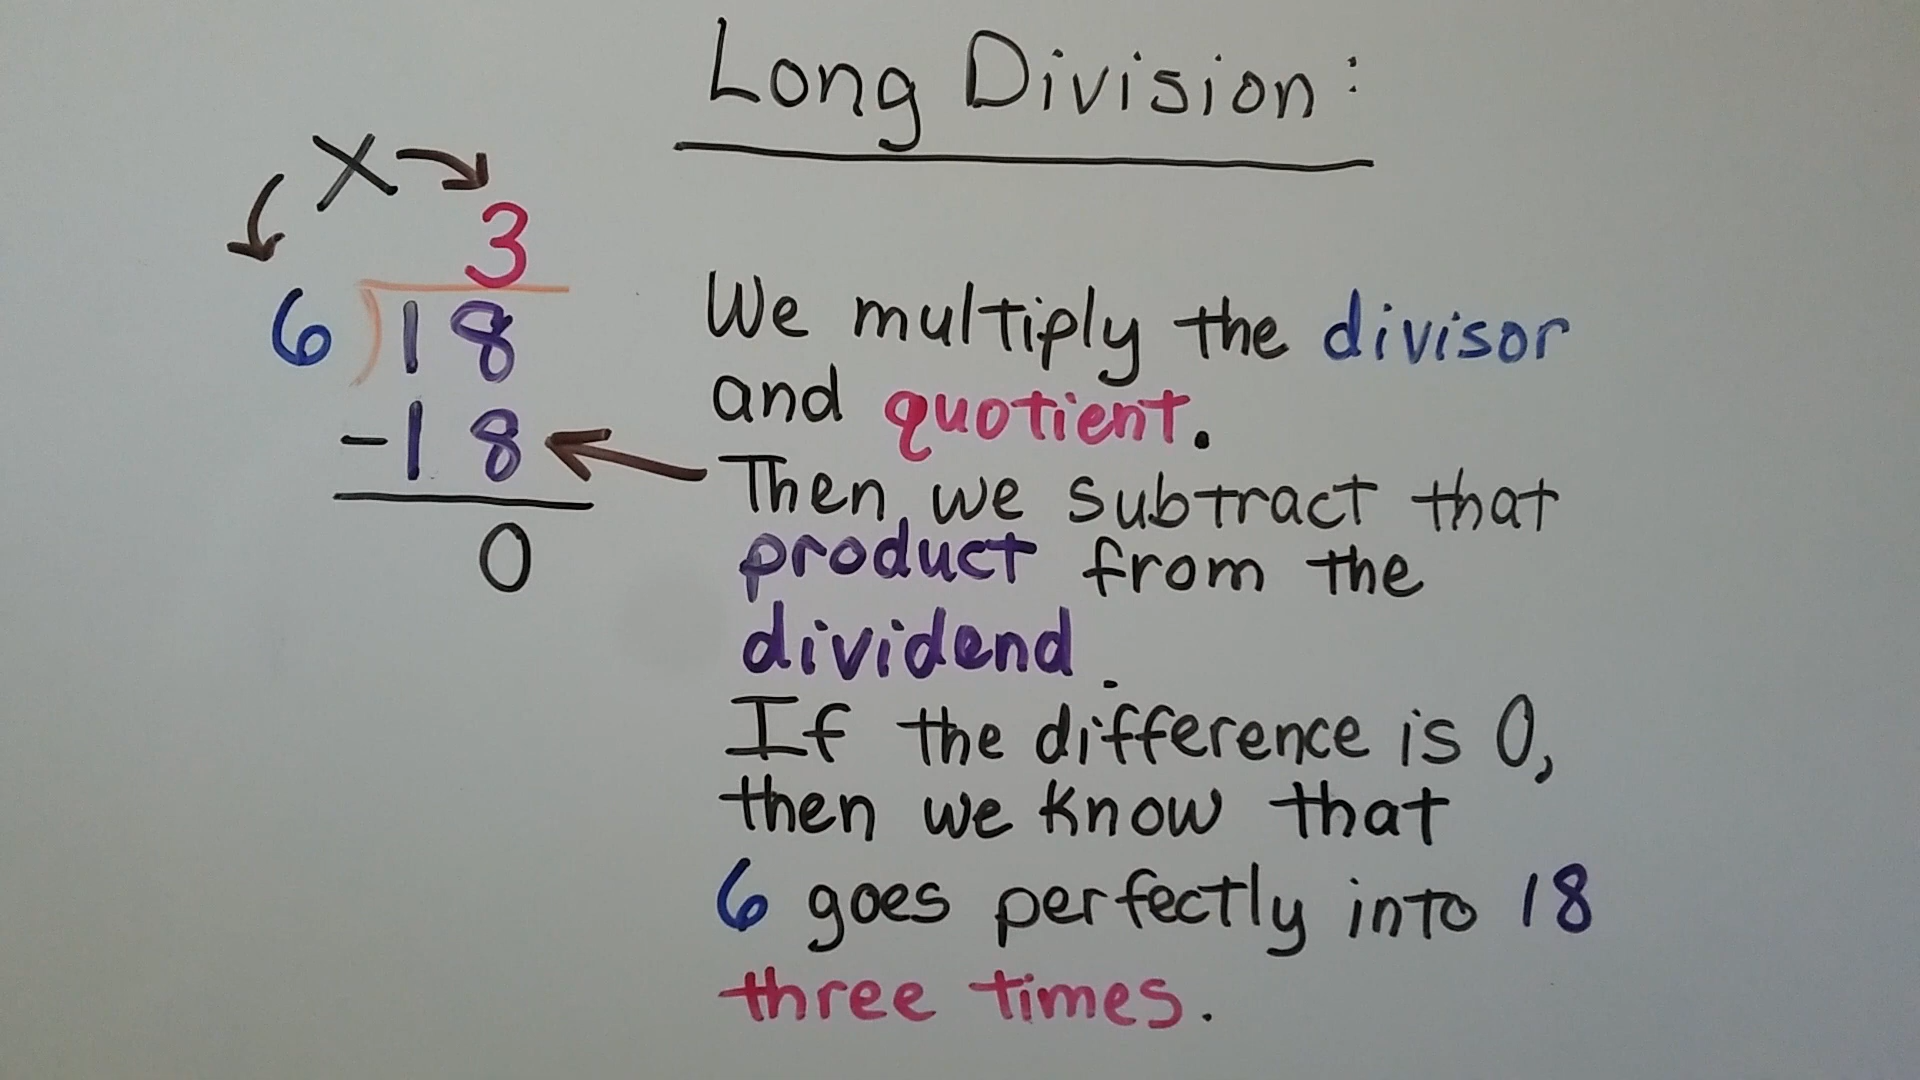 Long Division:
X
3
6)18
-18
0
We multiply the divisor
and quotient.
Then, we subtract that
product from the
dividend.
If the difference is 0,
then we know that
6 goes perfectly into 18
three times.